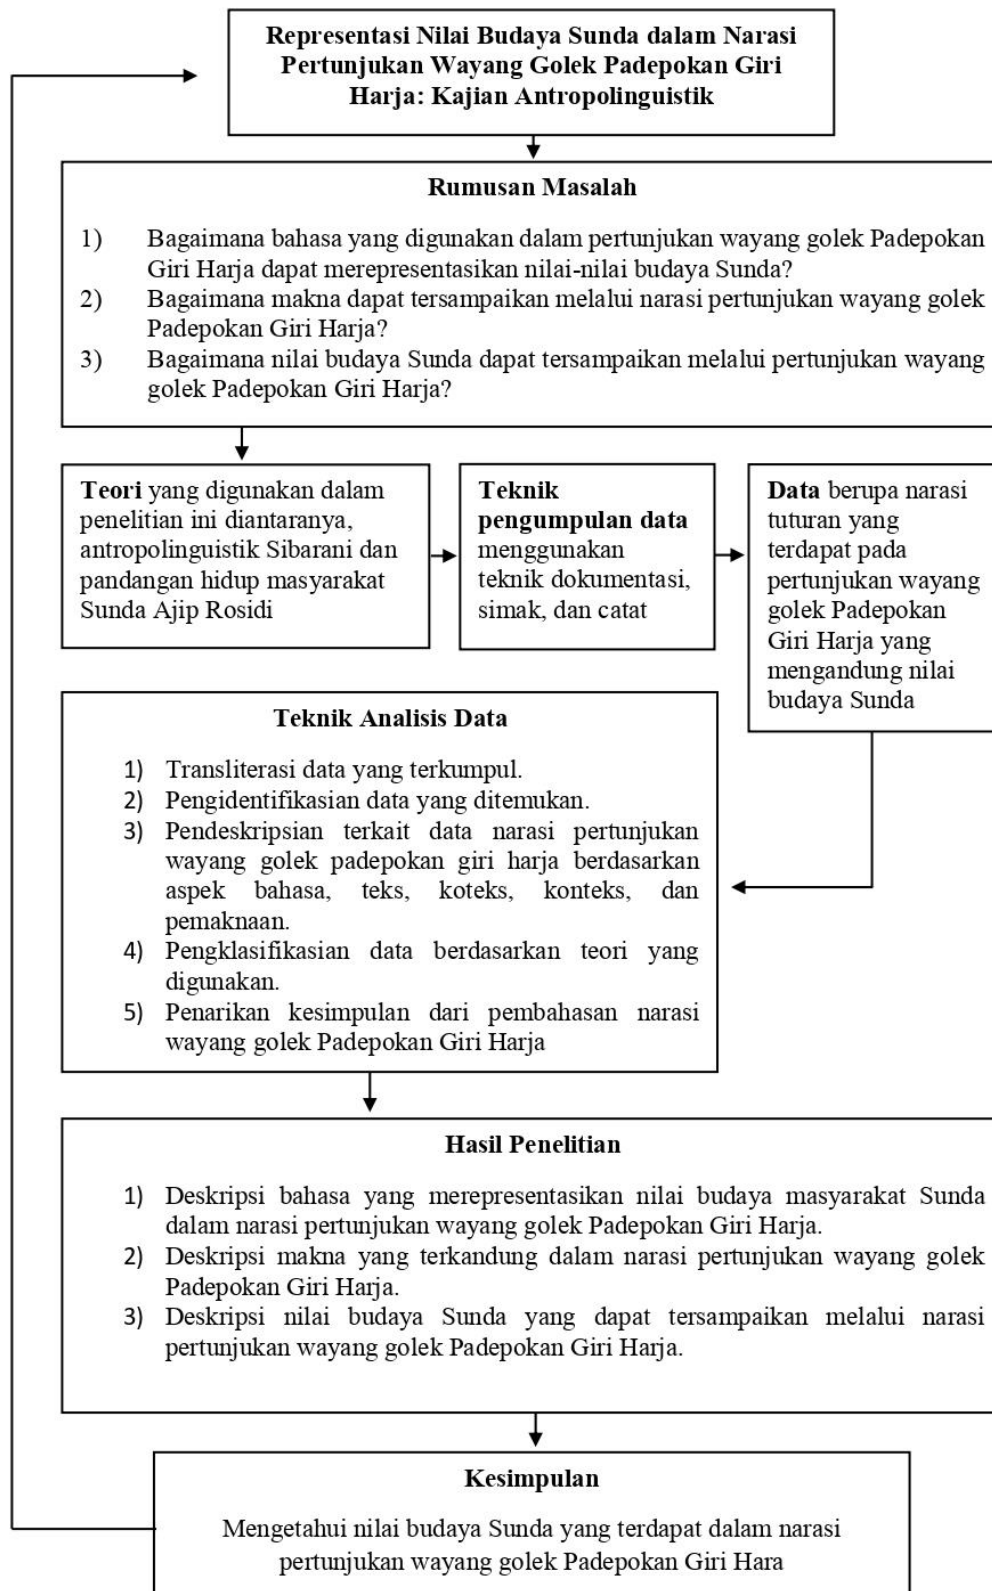 Representasi Nilai Budaya Sunda dalam Narasi
Pertunjukan Wayang Golek Padepokan Giri
Harja: Kajian Antropolinguistik
Rumusan Masalah
1) Bagaimana bahasa yang digunakan dalam pertunjukan wayang golek Padepokan
Giri Harja dapat merepresentasikan nilai-nilai budaya Sunda?
2) Bagaimana makna dapat tersampaikan melalui narasi pertunjukan wayang golek
Padepokan Giri Harja?
3) Bagaimana nilai budaya Sunda dapat tersampaikan melalui pertunjukan wayang
golek Padepokan Giri Harja?
Teori yang digunakan dalam
penelitian ini diantaranya,
antropolinguistik Sibarani dan
pandangan hidup masyarakat
Sunda Ajip Rosidi
Teknik
pengumpulan data
menggunakan
teknik dokumentasi,
simak, dan catat
Data berupa narasi
tuturan yang
terdapat pada
pertunjukan wayang
golek Padepokan
Giri Harja yang
mengandung nilai
budaya Sunda
Teknik Analisis Data
1) Transliterasi data yang terkumpul.
2) Pengidentifikasian data yang ditemukan.
3) Pendeskripsian terkait data narasi pertunjukan
wayang golek padepokan giri harja berdasarkan
aspek bahasa, teks, koteks, konteks, dan
pemaknaan.
4) Pengklasifikasian data berdasarkan teori yang
digunakan.
5) Penarikan kesimpulan dari pembahasan narasi
wayang golek Padepokan Giri Harja
Hasil Penelitian
1) Deskripsi bahasa yang merepresentasikan nilai budaya masyarakat Sunda
dalam narasi pertunjukan wayang golek Padepokan Giri Harja.
2) Deskripsi makna yang terkandung dalam narasi pertunjukan wayang golek
Padepokan Giri Harja.
3) Deskripsi nilai budaya Sunda yang dapat tersampaikan melalui narasi
pertunjukan wayang golek Padepokan Giri Harja.
Kesimpulan
Mengetahui nilai budaya Sunda yang terdapat dalam narasi
pertunjukan wayang golek Padepokan Giri Hara